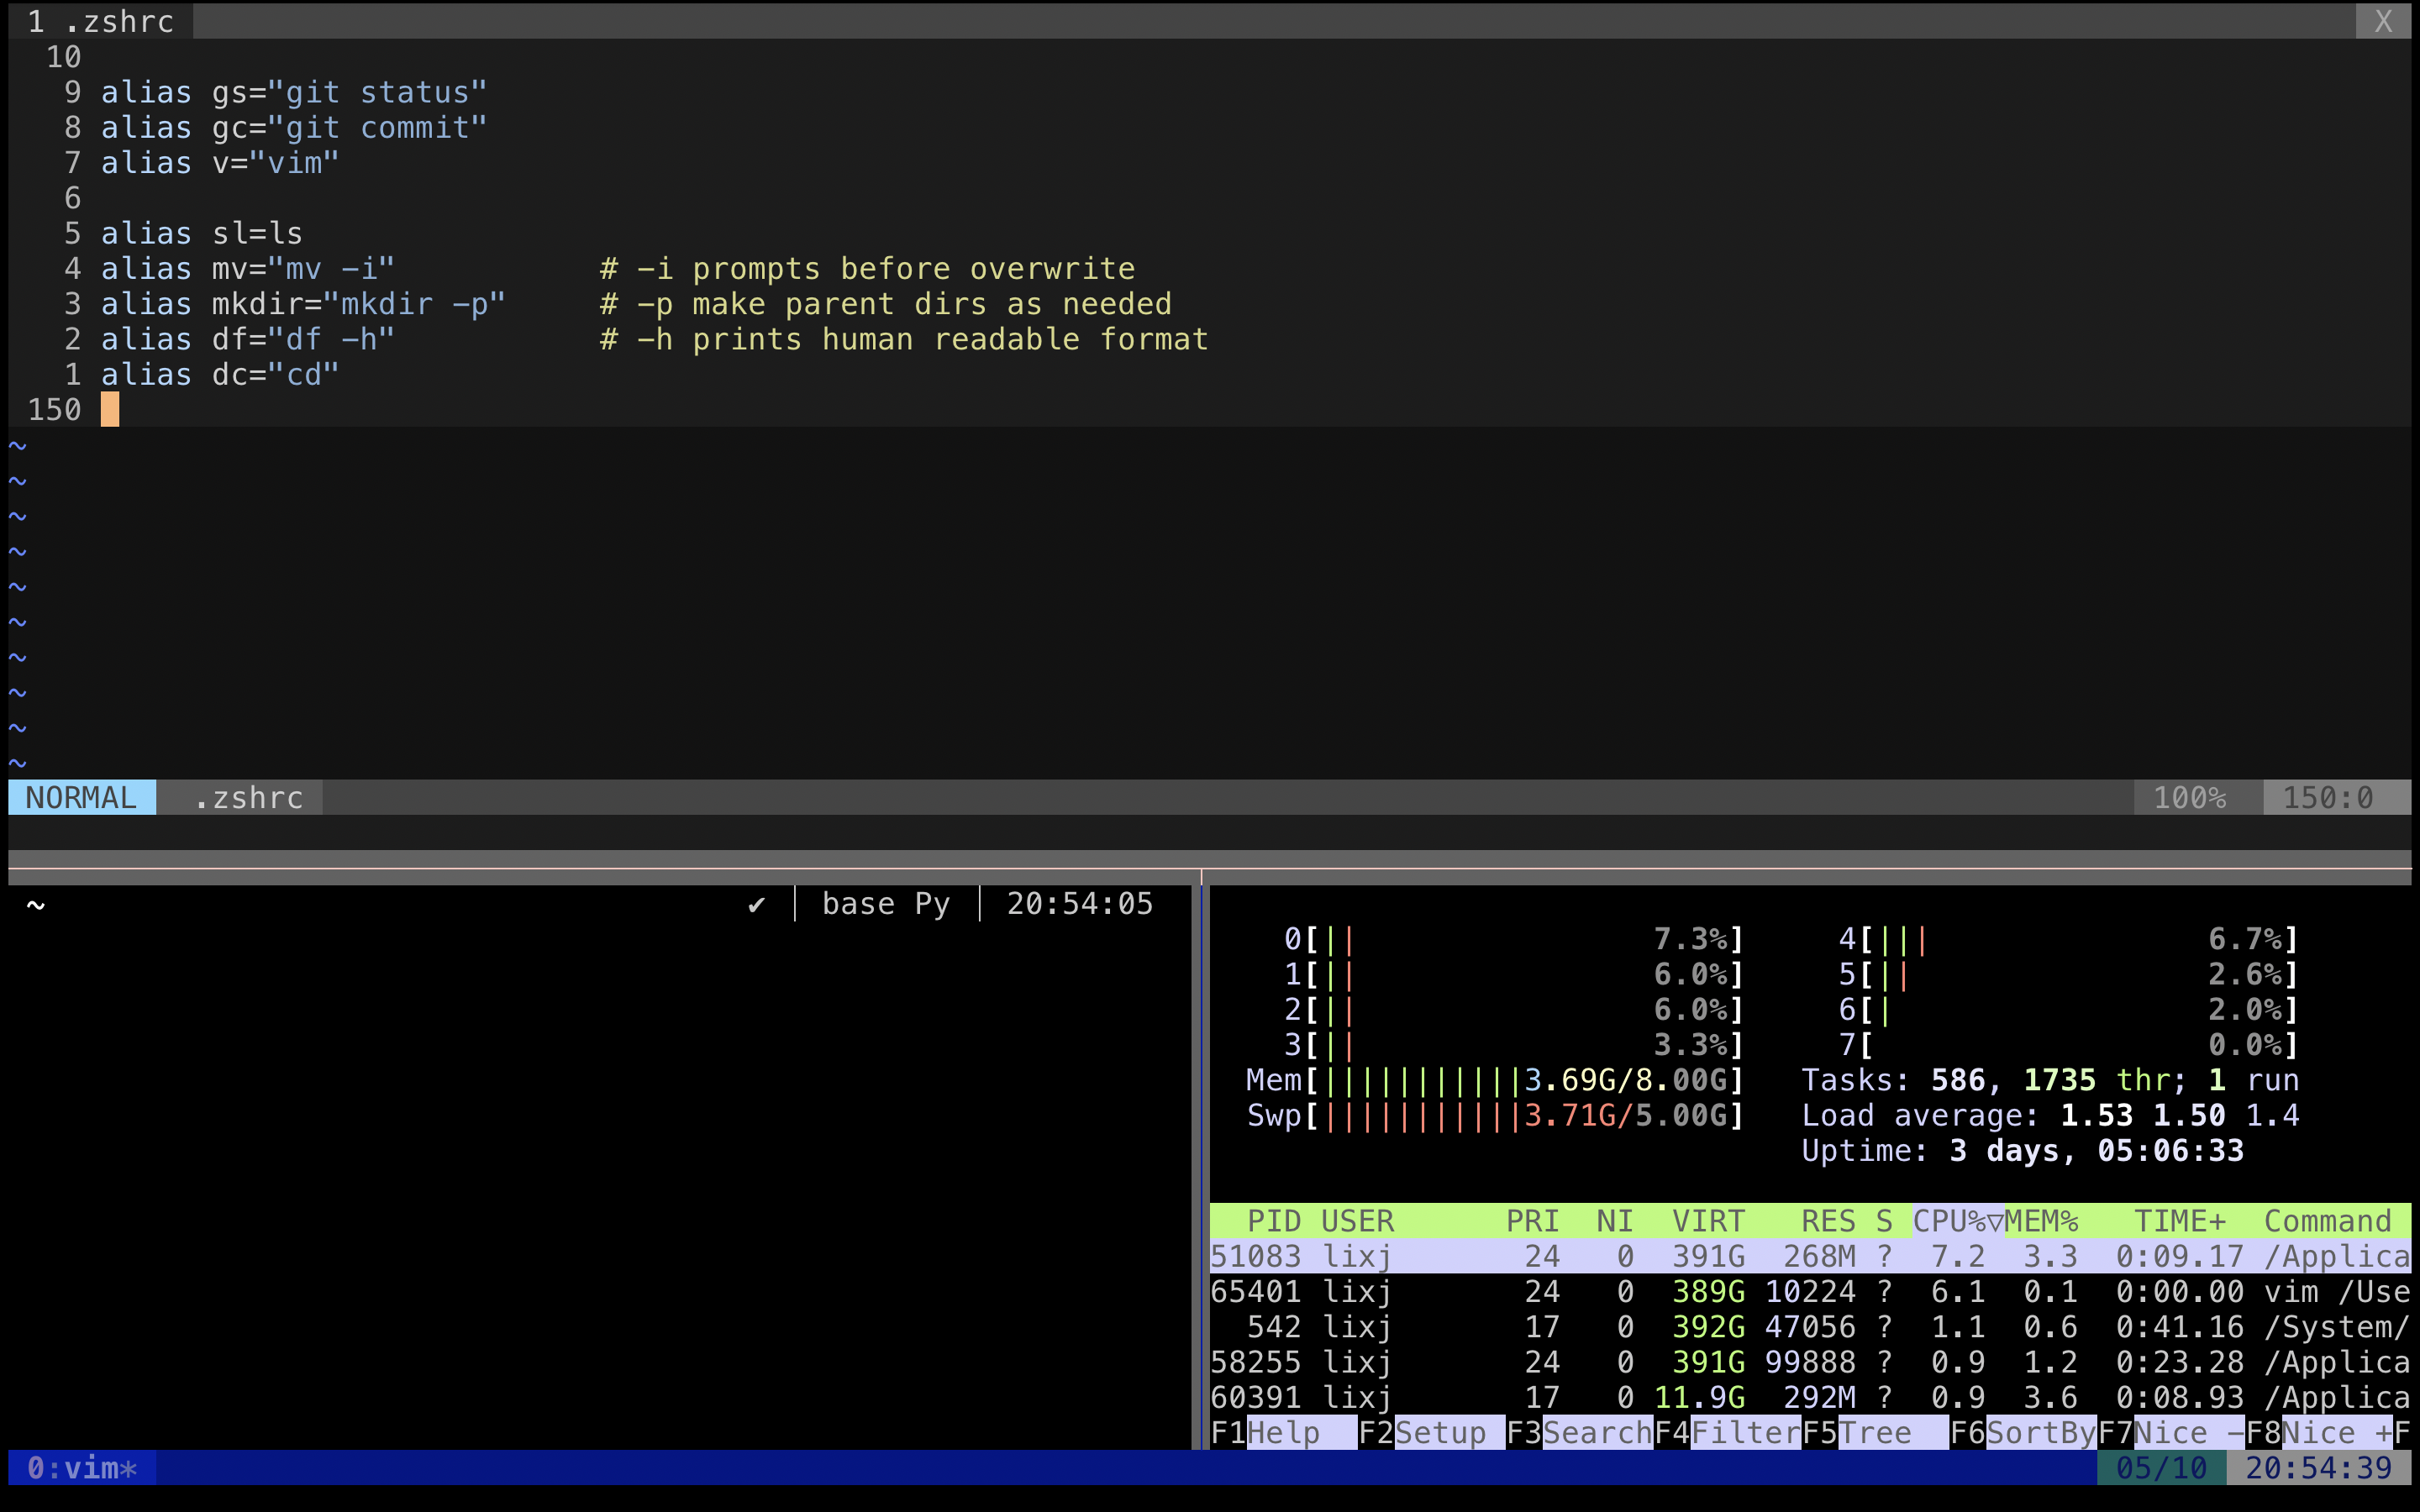 1 .zshrc X
10
9 alias gs="git status"
8 alias gc="git commit"
7 alias v="vim"
6
5 alias sl=ls
4 alias mv="mv -i" # -i prompts before overwrite
3 alias mkdir="mkdir -p" # -p make parent dirs as needed
2 alias df="df -h" # -h prints human readable format
1 alias dc="cd"
150
~
~
~
~
~
~
~
~
~
~
NORMAL .zshrc 100% 150:0
~ ✔ │ base Py │ 20:54:05
0[|| 7.3%] 4[||| 6.7%]
1[|| 6.0%] 5[|| 2.6%]
2[|| 6.0%] 6[| 2.0%]
3[|| 3.3%] 7[ 0.0%]
Mem[|||||||||||3.69G/8.00G] Tasks: 586, 1735 thr; 1 run
Swp[|||||||||||3.71G/5.00G] Load average: 1.53 1.50 1.4
Uptime: 3 days, 05:06:33
PID USER PRI NI VIRT RES S CPU%▽MEM% TIME+ Command
51083 lixj 24 0 391G 268M ? 7.2 3.3 0:09.17 /Applica
65401 lixj 24 0 389G 10224 ? 6.1 0.1 0:00.00 vim /Use
542 lixj 17 0 392G 47056 ? 1.1 0.6 0:41.16 /System/
58255 lixj 24 0 391G 99888 ? 0.9 1.2 0:23.28 /Applica
60391 lixj 17 0 11.9G 292M ? 0.9 3.6 0:08.93 /Applica
F1Help F2Setup F3SearchF4FilterF5Tree F6SortByF7Nice -F8Nice +F
0:vim* 05/10 20:54:39